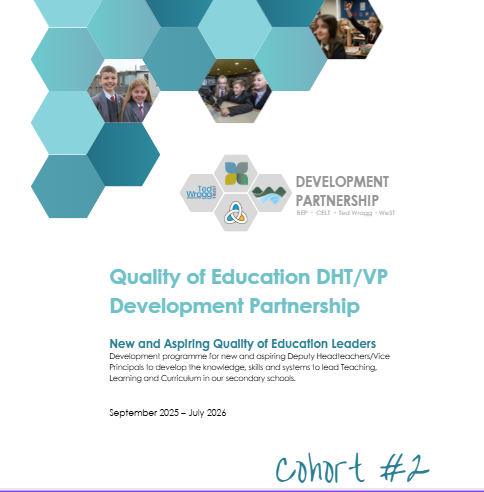 Ted
Wragg
TRUST
DEVELOPMENT
PARTNERSHIP
BEP • CELT • Ted Wragg • WeST
Quality of Education DHT/VP
Development Partnership
New and Aspiring Quality of Education Leaders
Development programme for new and aspiring Deputy Headteachers/Vice
Principals to develop the knowledge, skills and systems to lead Teaching,
Learning and Curriculum in our secondary schools.
September 2025 – July 2026
Cohort #2